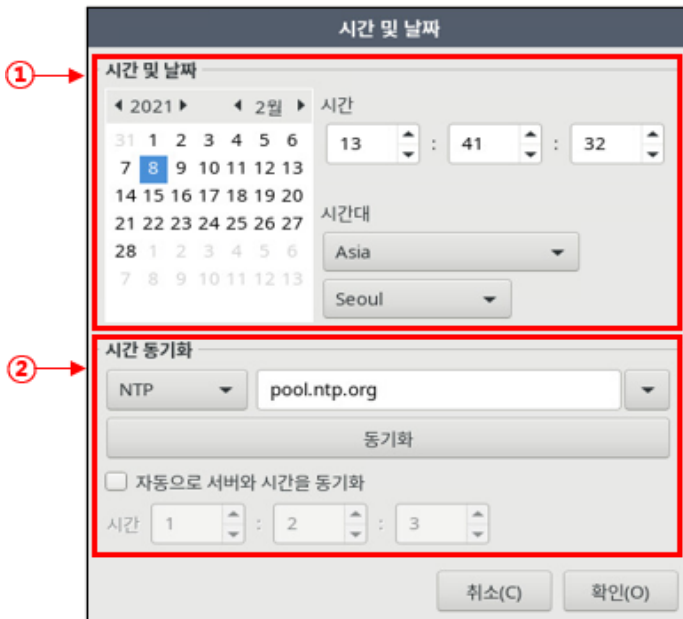 시간 및 날짜
①
시간 및 날짜
2021 2월
31 1 2 3 4 5 6
7 8 9 10 11 12 13
14 15 16 17 18 19 20
21 22 23 24 25 26 27
28 1 2 3 4 5 6
7 8 9 10 11 12 13
시간
13 : 41 : 32
시간대
Asia
Seoul
②
시간 동기화
NTP pool.ntp.org
동기화
자동으로 서버와 시간을 동기화
시간 1 : 2 : 3
취소(C) 확인(O)